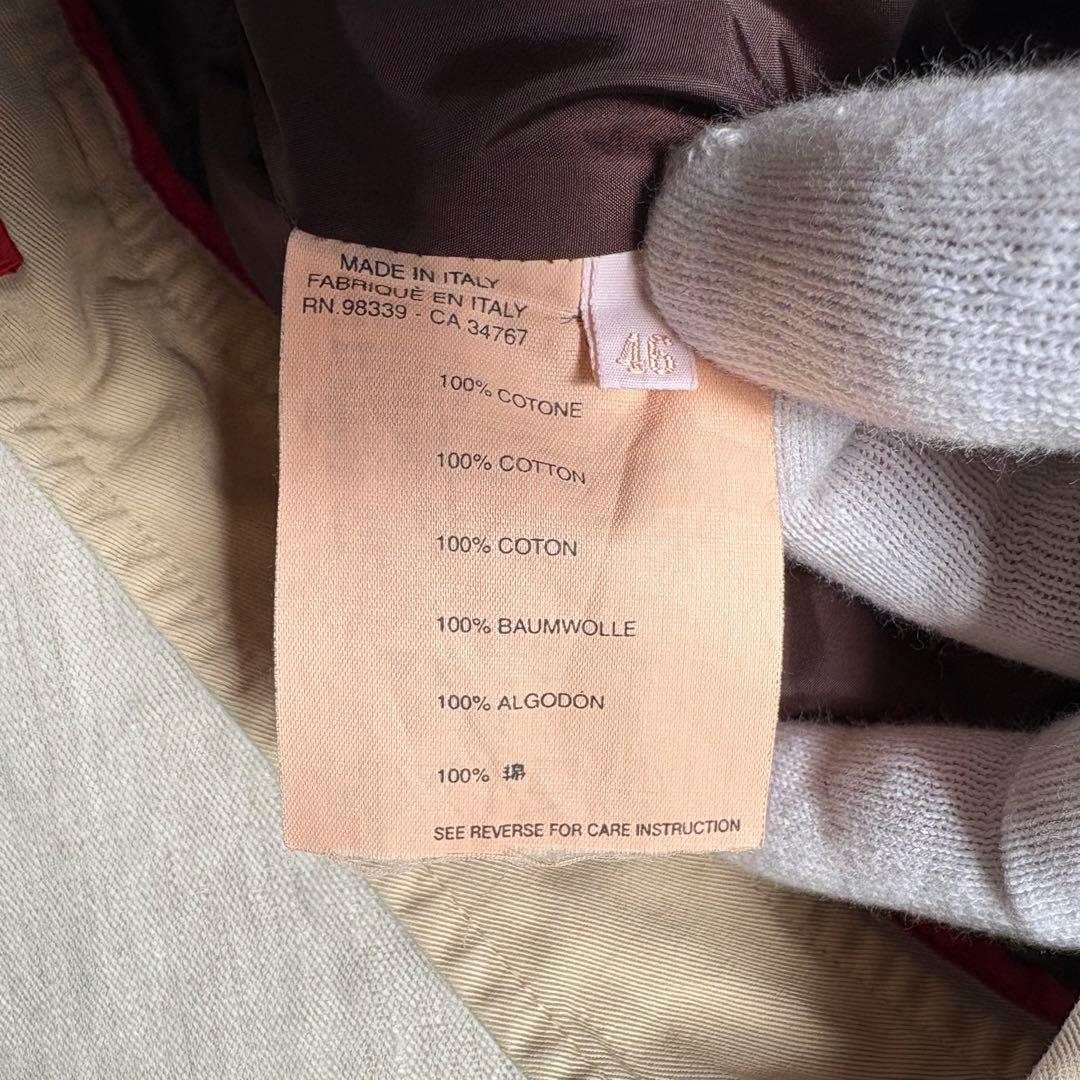 MADE IN ITALY
FABRIQUÈ EN ITALY
RN.98339 - CA 34767
46
100% COTONE
100% COTTON
100% COTON
100% BAUMWOLLE
100% ALGODÓN
100% 綿
SEE REVERSE FOR CARE INSTRUCTION